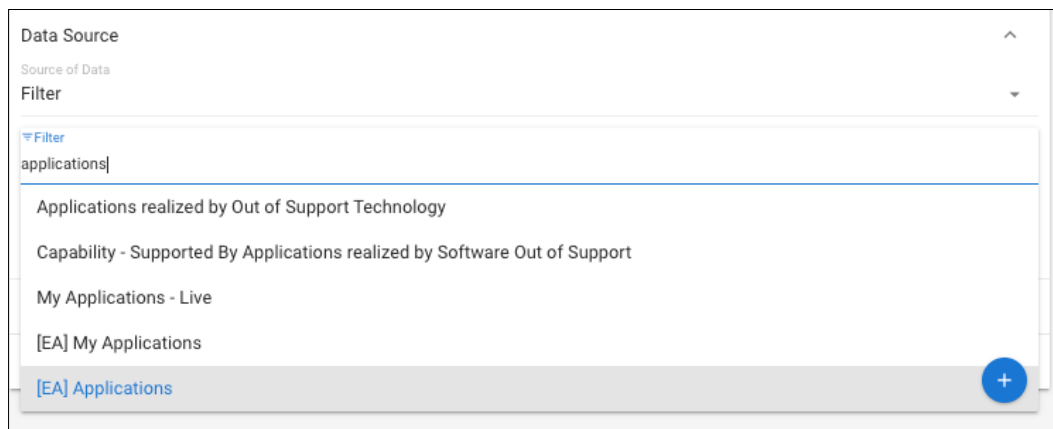 Data Source
Source of Data
Filter
Filter
applications
Applications realized by Out of Support Technology
Capability - Supported By Applications realized by Software Out of Support
My Applications - Live
[EA] My Applications
[EA] Applications